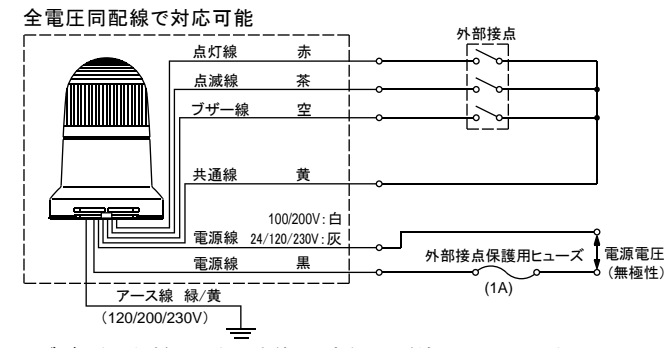 全電圧同配線で対応可能
外部接点
点灯線 赤
点滅線 茶
ブザー線 空
共通線 黄
100/200V:白
電源線 24/120/230V:灰
電源線 黒
外部接点保護用ヒューズ
(1A)
電源電圧
(無極性)
アース線 緑/黄
(120/200/230V)